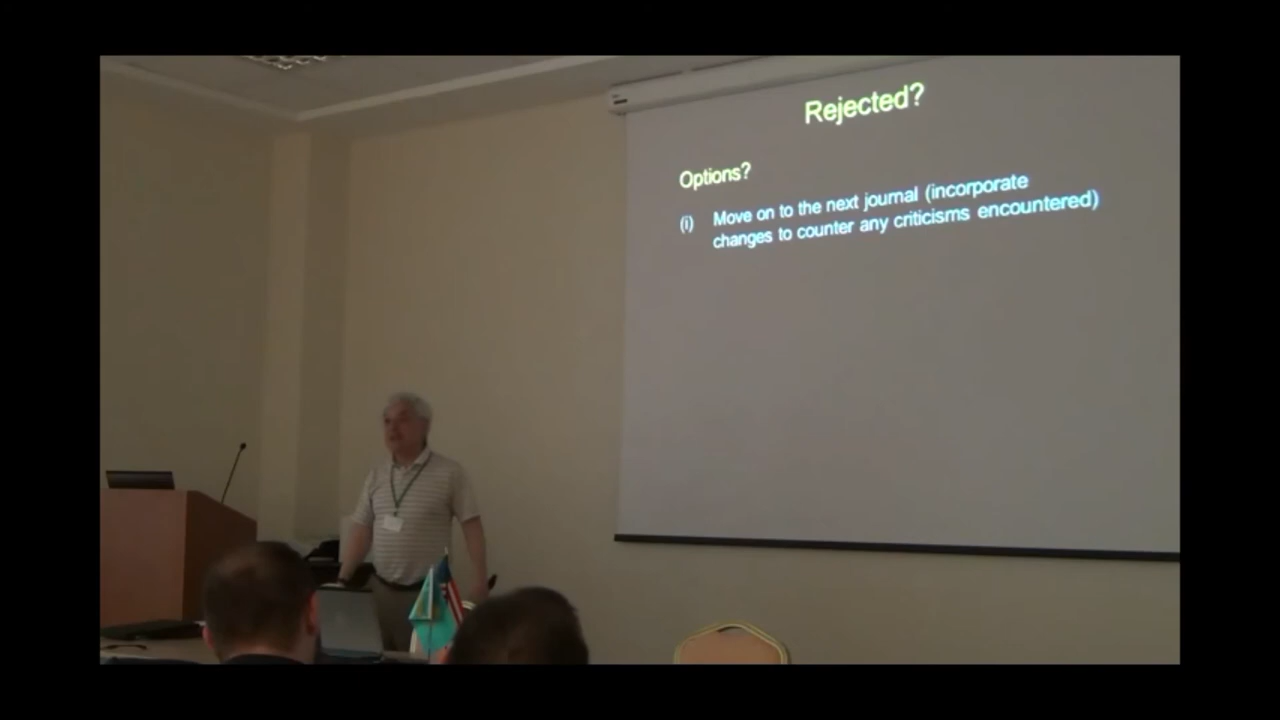 Rejected?
Options?
(i) Move on to the next journal (incorporate
changes to counter any criticisms encountered)